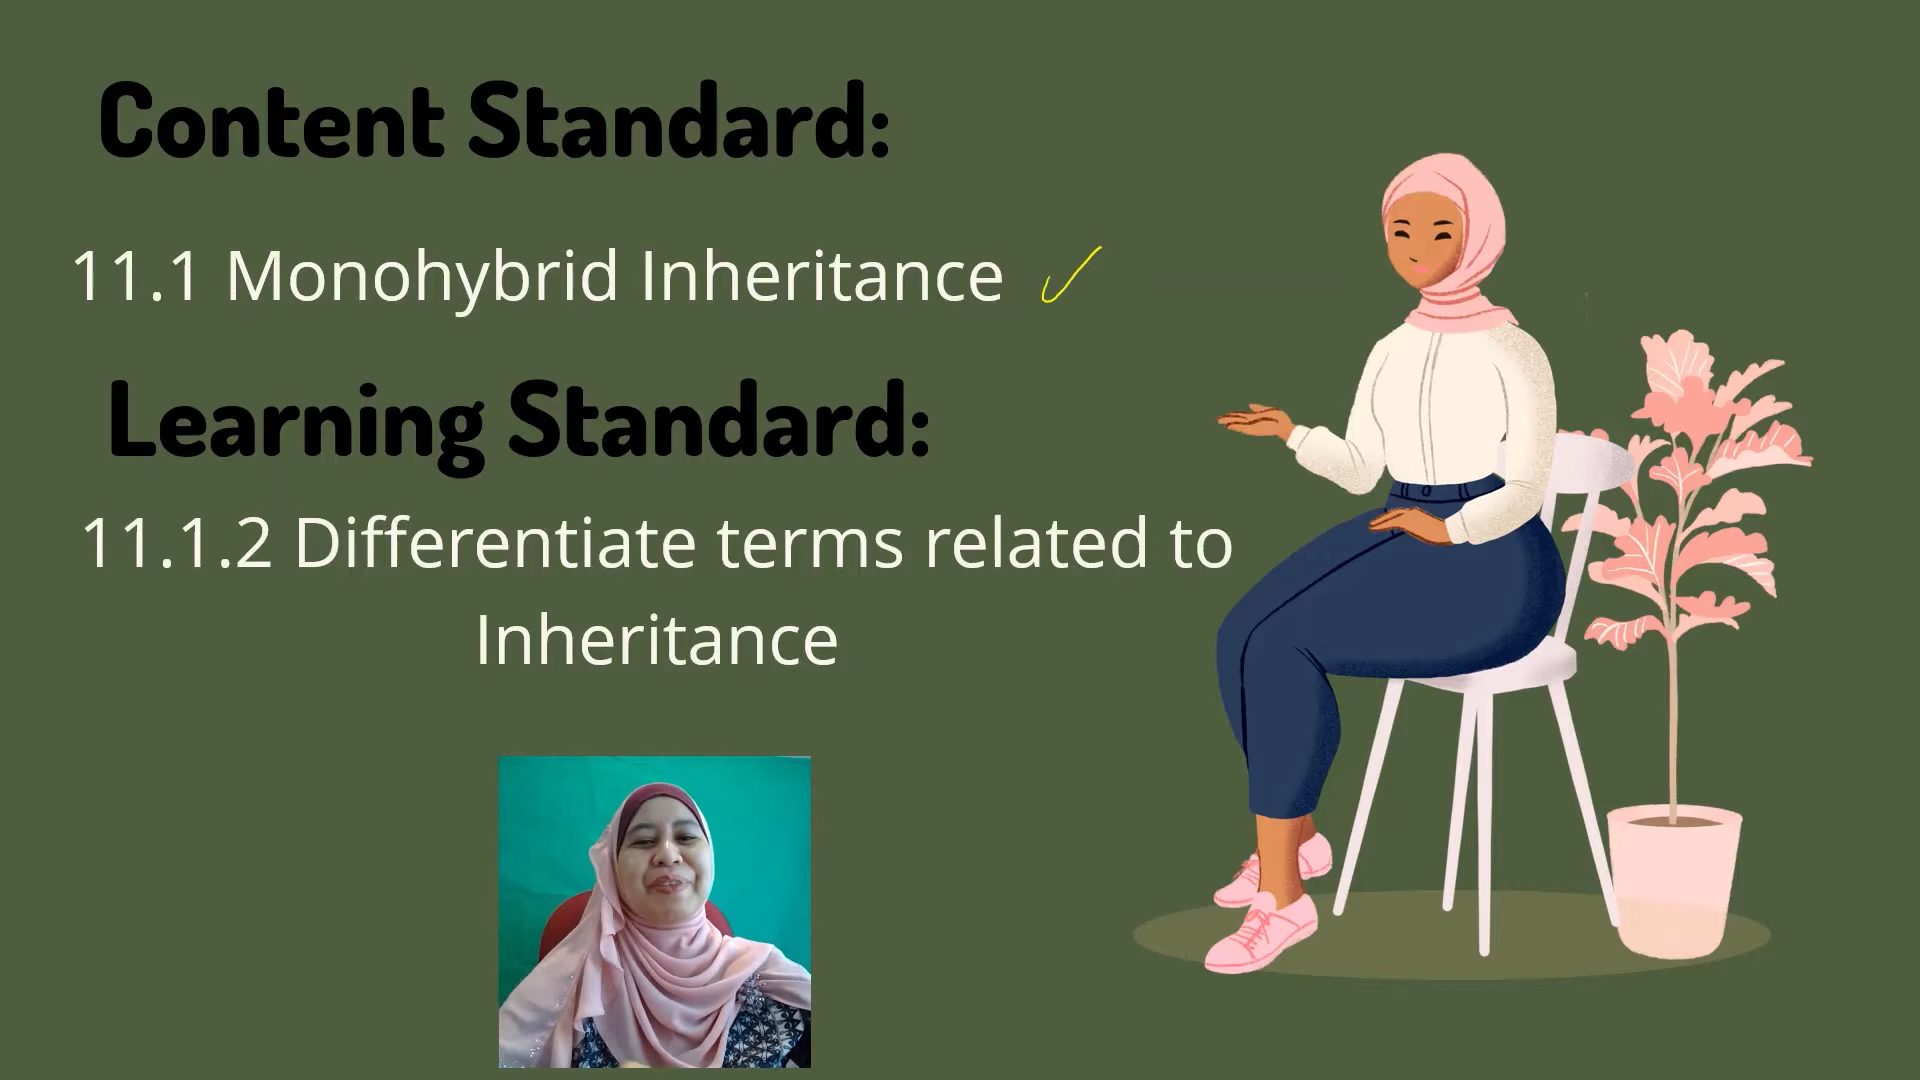 Content Standard:
11.1 Monohybrid Inheritance
Learning Standard:
11.1.2 Differentiate terms related to
Inheritance